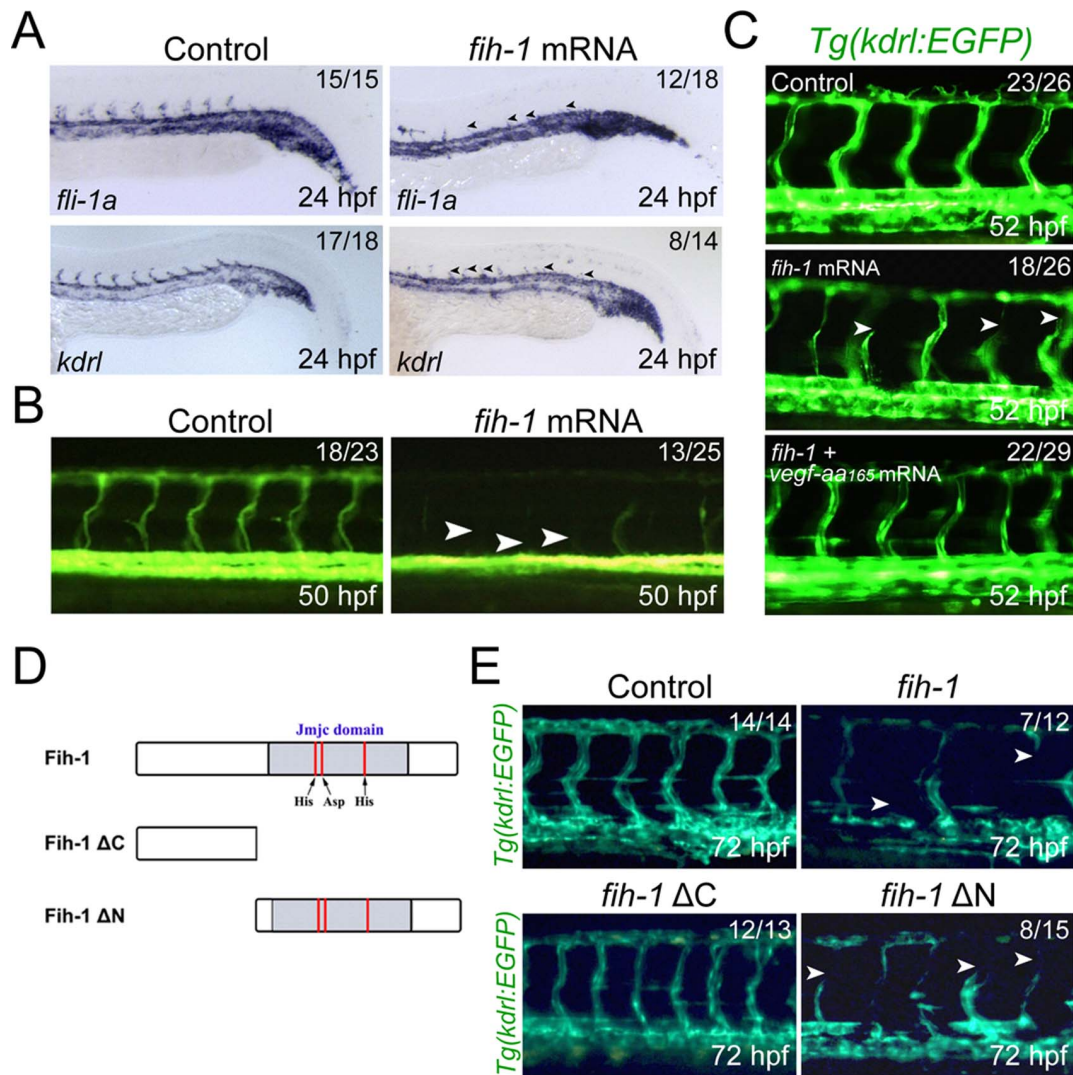 A
Control
fih-1 mRNA
15/15
fli-1a
24 hpf
12/18
fli-1a
24 hpf
17/18
kdrl
24 hpf
8/14
kdrl
24 hpf
B
Control
fih-1 mRNA
18/23
50 hpf
13/25
50 hpf
C
Tg(kdrl:EGFP)
Control
23/26
52 hpf
fih-1 mRNA
18/26
52 hpf
fih-1 +
vegf-aa165 mRNA
22/29
52 hpf
D
Jmjc domain
Fih-1
His
Asp
His
Fih-1 ΔC
Fih-1 ΔN
E
Control
fih-1
Tg(kdrl:EGFP)
14/14
72 hpf
7/12
72 hpf
fih-1 ΔC
fih-1 ΔN
Tg(kdrl:EGFP)
12/13
72 hpf
8/15
72 hpf